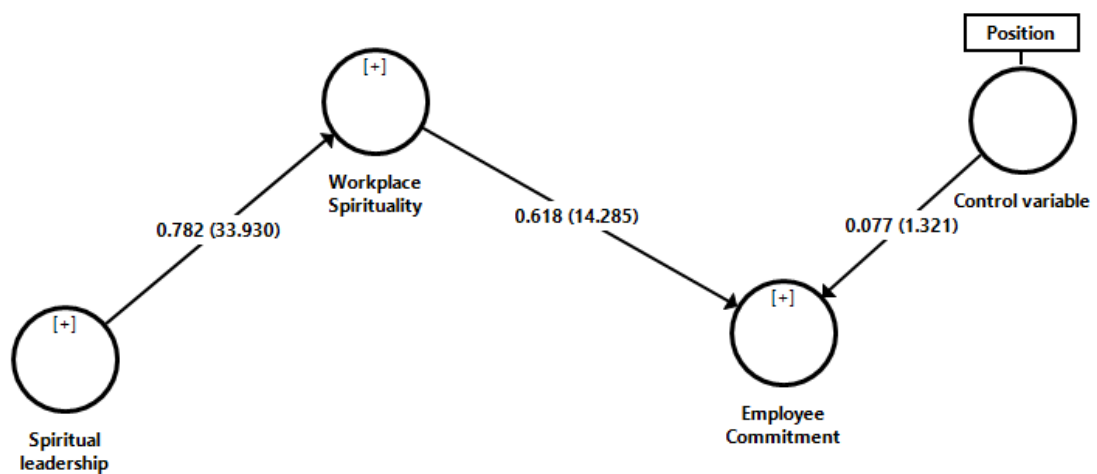 Position
[+]
Workplace
Spirituality
Control variable
0.782 (33.930)
0.618 (14.285)
0.077 (1.321)
[+]
[+]
Employee
Commitment
Spiritual
leadership